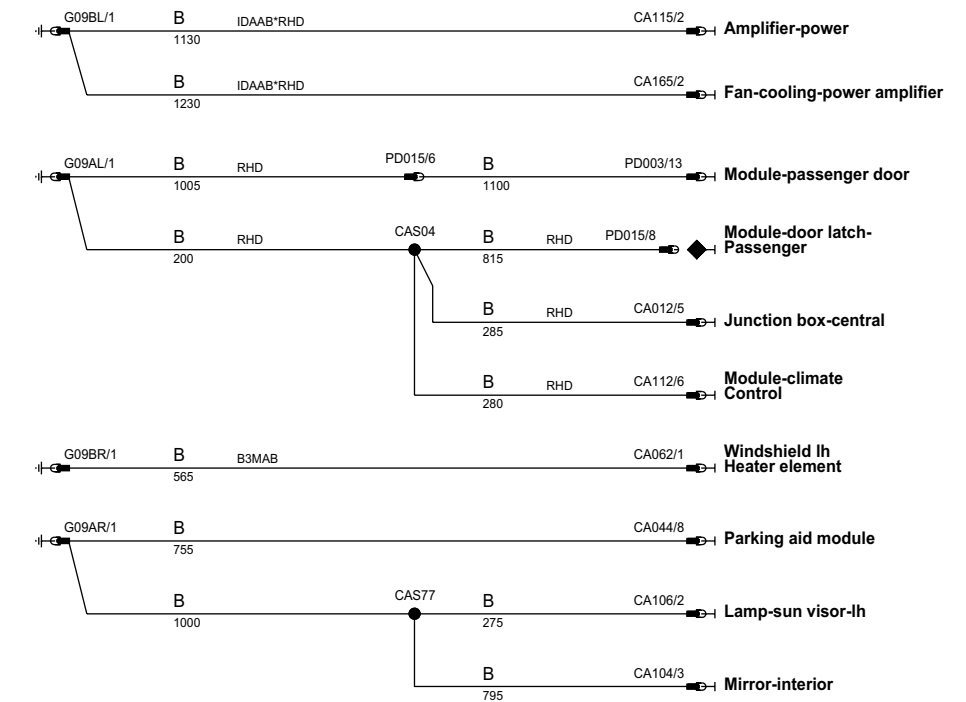 G09BL/1 B IDAAB*RHD CA115/2 Amplifier-power
1130
B IDAAB*RHD CA165/2 Fan-cooling-power amplifier
1230
G09AL/1 B RHD PD015/6 B PD003/13 Module-passenger door
1005 1100
B RHD CAS04 B RHD PD015/8 Module-door latch-
Passenger
200 815
B RHD CA012/5 Junction box-central
285
B RHD CA112/6 Module-climate
Control
280
G09BR/1 B B3MAB CA062/1 Windshield lh
Heater element
565
G09AR/1 B CA044/8 Parking aid module
755
B CAS77 B CA106/2 Lamp-sun visor-lh
1000 275
B CA104/3 Mirror-interior
795